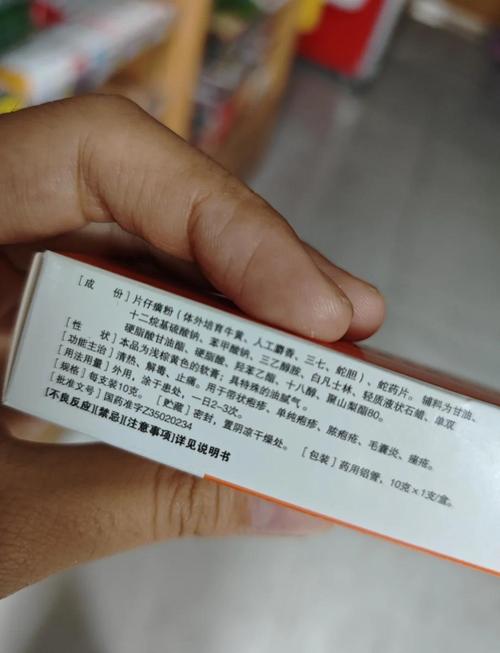 [成 份]片仔癀粉(体外培育牛黄、人工麝香、三七、蛇胆)、蛇药片。辅料为甘油、
十二烷基硫酸钠、苯甲酸钠、三乙醇胺、白凡士林、轻质液状石蜡、单双
硬脂酸甘油酯、硬脂酸、羟苯乙酯、十八醇、聚山梨酯80。
[性 状]本品为浅棕黄色的软膏;具特殊的油腻气。
[功能主治]清热、解毒、止痛。用于带状疱疹、单纯疱疹、脓疱疮、毛囊炎、痤疮。
[用法用量]外用,涂于患处,一日2~3次。
[规格]每支装10克。[贮藏]密封,置阴凉干燥处。[包装]药用铝管,10克×1支/盒。
[批准文号]国药准字Z35020234
[不良反应][禁忌][注意事项]详见说明书